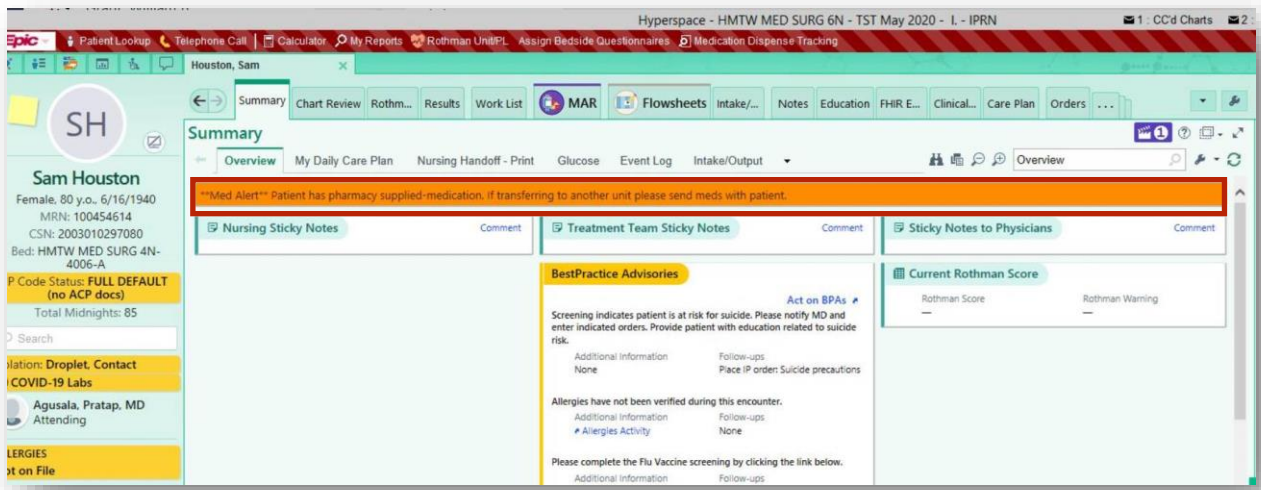 Hyperspace - HMTW MED SURG 6N - TST May 2020 - I. - IPRN
1 : CC'd Charts
2
Epic
Patient Lookup
Telephone Call
Calculator
My Reports
Rothman Unit/PL
Assign Bedside Questionnaires
Medication Dispense Tracking
Houston, Sam
Summary
Chart Review
Rothm...
Results
Work List
MAR
Flowsheets
Intake/...
Notes
Education
FHIR E...
Clinical...
Care Plan
Orders
...
SH
Sam Houston
Female, 80 y.o., 6/16/1940
MRN: 100454614
CSN: 2003010297080
Bed: HMTW MED SURG 4N-
4006-A
P Code Status: FULL DEFAULT
(no ACP docs)
Total Midnights: 85
Search
lation: Droplet, Contact
COVID-19 Labs
Agusala, Pratap, MD
Attending
LERGIES
ot on File
Summary
1
Overview
My Daily Care Plan
Nursing Handoff - Print
Glucose
Event Log
Intake/Output
Overview
**Med Alert** Patient has pharmacy supplied-medication. If transferring to another unit please send meds with patient.
Nursing Sticky Notes
Comment
Treatment Team Sticky Notes
Comment
Sticky Notes to Physicians
Comment
BestPractice Advisories
Act on BPAs
Screening indicates patient is at risk for suicide. Please notify MD and
enter indicated orders. Provide patient with education related to suicide
risk.
Additional Information
Follow-ups
None
Place IP order: Suicide precautions
Allergies have not been verified during this encounter.
Additional Information
Follow-ups
Allergies Activity
None
Please complete the Flu Vaccine screening by clicking the link below.
Additional Information
Follow-ups
Current Rothman Score
Rothman Score
Rothman Warning
—
—